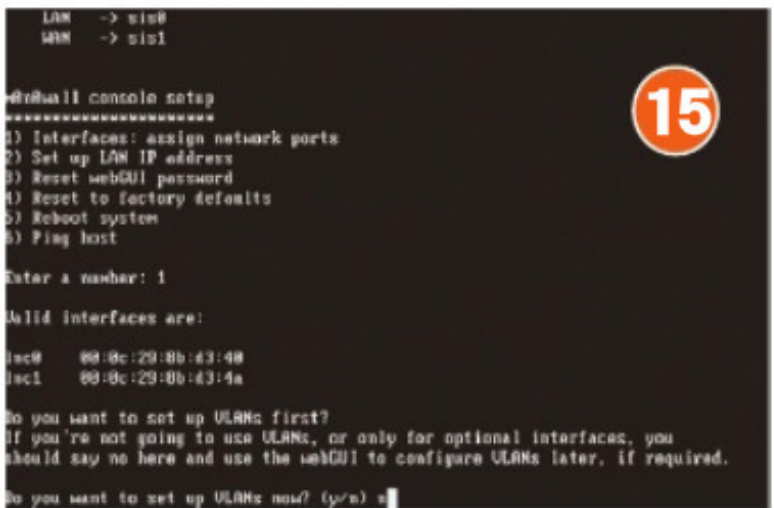 LAN -> sis0
WAN -> sis1
m0n0wall console setup
**********************
1) Interfaces: assign network ports
2) Set up LAN IP address
3) Reset webGUI password
4) Reset to factory defaults
5) Reboot system
6) Ping host
Enter a number: 1
Valid interfaces are:
lnc0 00:0c:29:8b:d3:40
lnc1 00:0c:29:8b:d3:4a
Do you want to set up VLANs first?
If you're not going to use VLANs, or only for optional interfaces, you
should say no here and use the webGUI to configure VLANs later, if required.
Do you want to set up VLANs now? (y/n) n
15